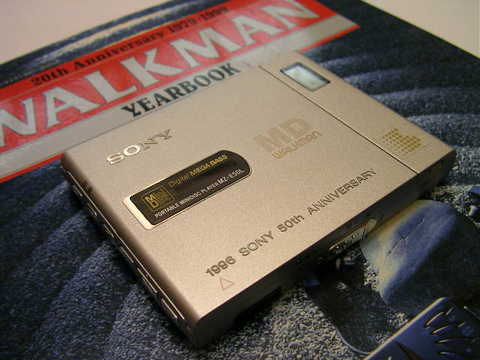 20th Anniversary 1979-1999
WALKMAN
YEARBOOK
SONY
MD
WALKMAN
Digital MEGA BASS
PORTABLE MINIDISC PLAYER MZ-E50L
1996 SONY 50th ANNIVERSARY